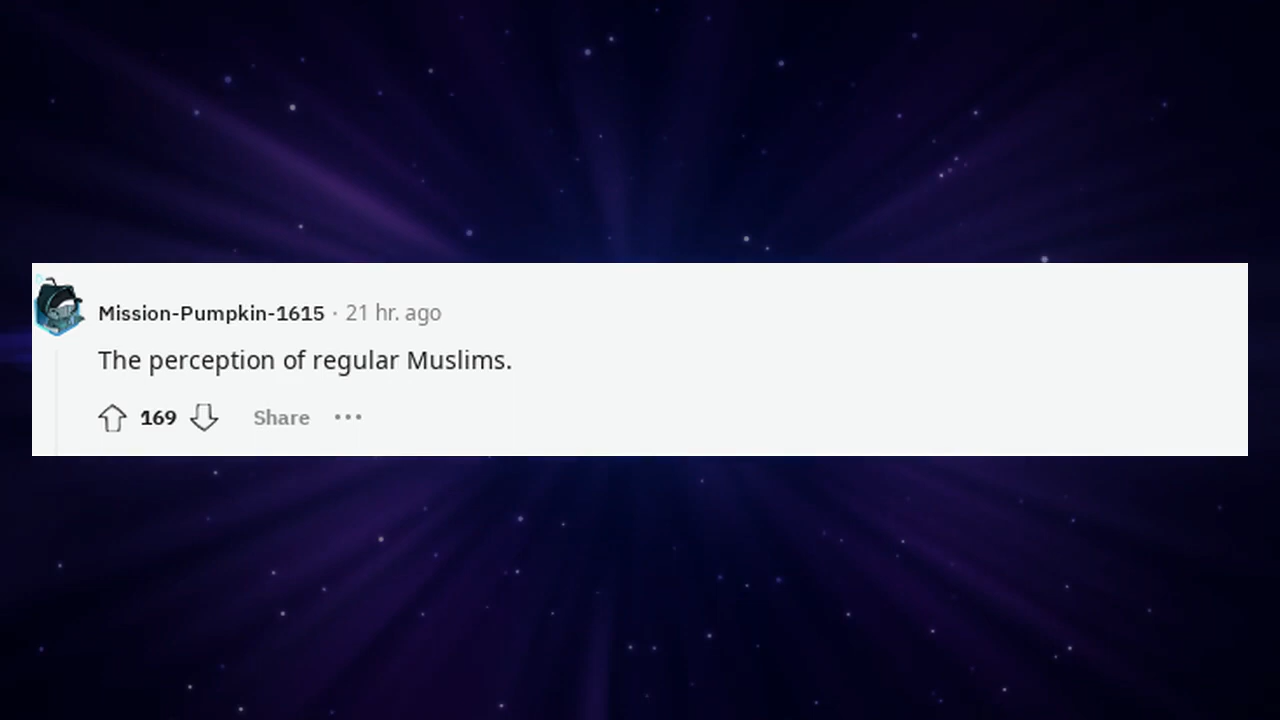 Mission-Pumpkin-1615 · 21 hr. ago
The perception of regular Muslims.
169 Share ...